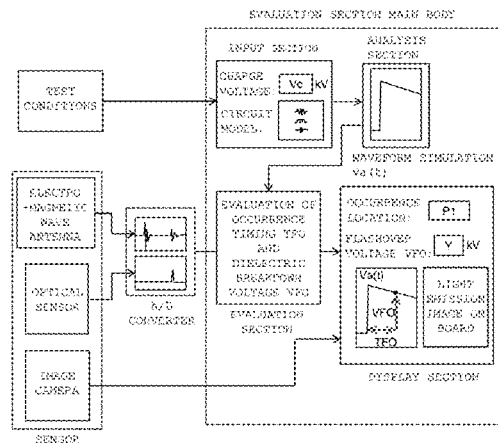 EVALUATION SECTION MAIN BODY
INPUT SECTION
ANALYSIS
SECTION
TEST
CONDITIONS
CHARGE
VOLTAGE:
Vc
kV
CIRCUIT
MODEL:
WAVEFORM SIMULATION
Va(t)
ELECTRO
-MAGNETIC
WAVE
ANTENNA
OPTICAL
SENSOR
IMAGE
CAMERA
SENSOR
A/D
CONVERTER
EVALUATION OF
OCCURRENCE
TIMING TFO
AND
DIELECTRIC
BREAKDOWN
VOLTAGE VFO
EVALUATION
SECTION
OCCURRENCE
LOCATION:
P1
FLASHOVER
VOLTAGE VFO:
Y
kV
Va(t)
VFO
TFO
LIGHT
EMISSION
IMAGE ON
BOARD
DISPLAY SECTION